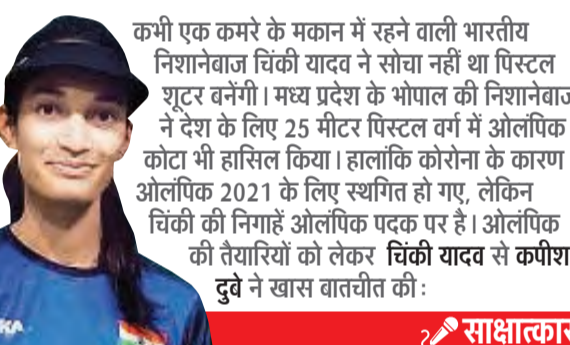 कभी एक कमरे के मकान में रहने वाली भारतीय
निशानेबाज चिंकी यादव ने सोचा नहीं था पिस्टल
शूटर बनेंगी। मध्य प्रदेश के भोपाल की निशानेबाज
ने देश के लिए 25 मीटर पिस्टल वर्ग में ओलंपिक
कोटा भी हासिल किया। हालांकि कोरोना के कारण
ओलंपिक 2021 के लिए स्थगित हो गए, लेकिन
चिंकी की निगाहें ओलंपिक पदक पर है। ओलंपिक
की तैयारियों को लेकर चिंकी यादव से कपीश
दुबे ने खास बातचीत की:
KA
साक्षात्कार